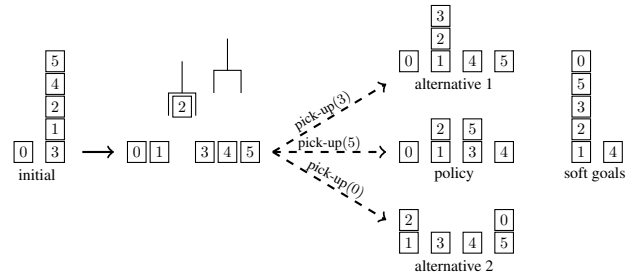 5
4
2
1
0 3
initial
2
0 1 3 4 5
pick-up(3)
pick-up(5)
pick-up(0)
3
2
0 1 4 5
alternative 1
2 5
0 1 3 4
policy
2 0
1 3 4 5
alternative 2
0
5
3
2
1 4
soft goals